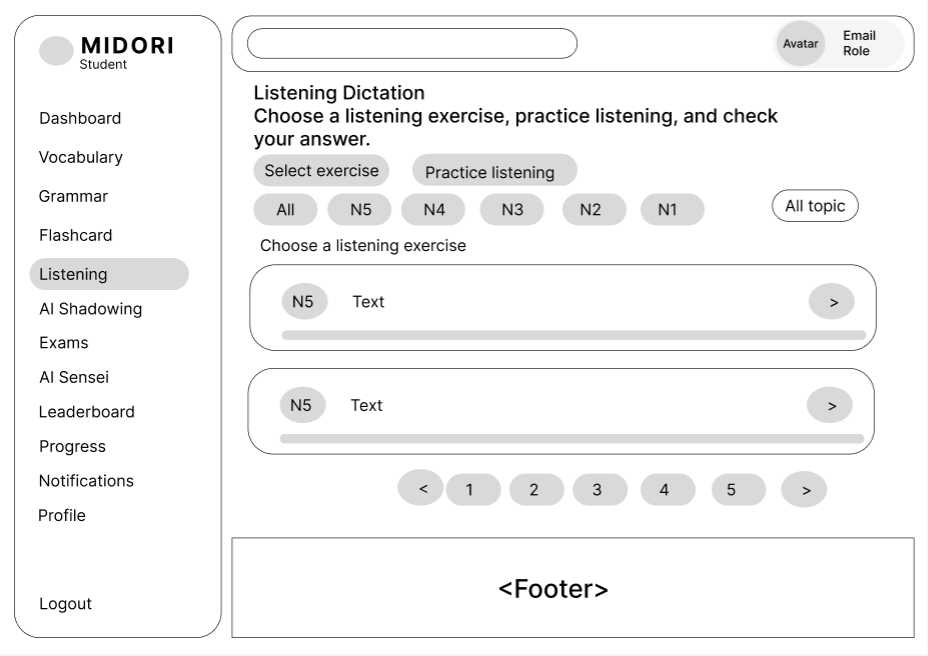 MIDORI
Student
Dashboard
Vocabulary
Grammar
Flashcard
Listening
AI Shadowing
Exams
AI Sensei
Leaderboard
Progress
Notifications
Profile
Logout
Avatar
Email
Role
Listening Dictation
Choose a listening exercise, practice listening, and check
your answer.
Select exercise
Practice listening
All
N5
N4
N3
N2
N1
All topic
Choose a listening exercise
N5
Text
>
N5
Text
>
<
1
2
3
4
5
>
<Footer>